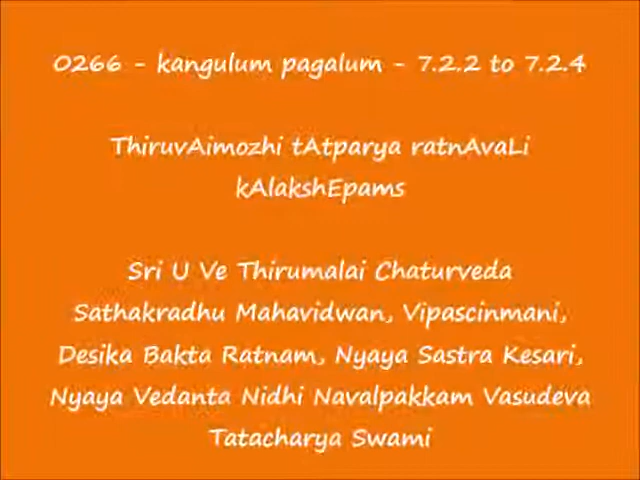 0266 - kangulum pagalum - 7.2.2 to 7.2.4
ThiruvAimozhi tAtparya ratnAvaLi
kAlakshEpams
Sri U Ve Thirumalai Chaturveda
Sathakradhu Mahavidwan, Vipascinmani,
Desika Bakta Ratnam, Nyaya Sastra Kesari,
Nyaya Vedanta Nidhi Navalpakkam Vasudeva
Tatacharya Swami